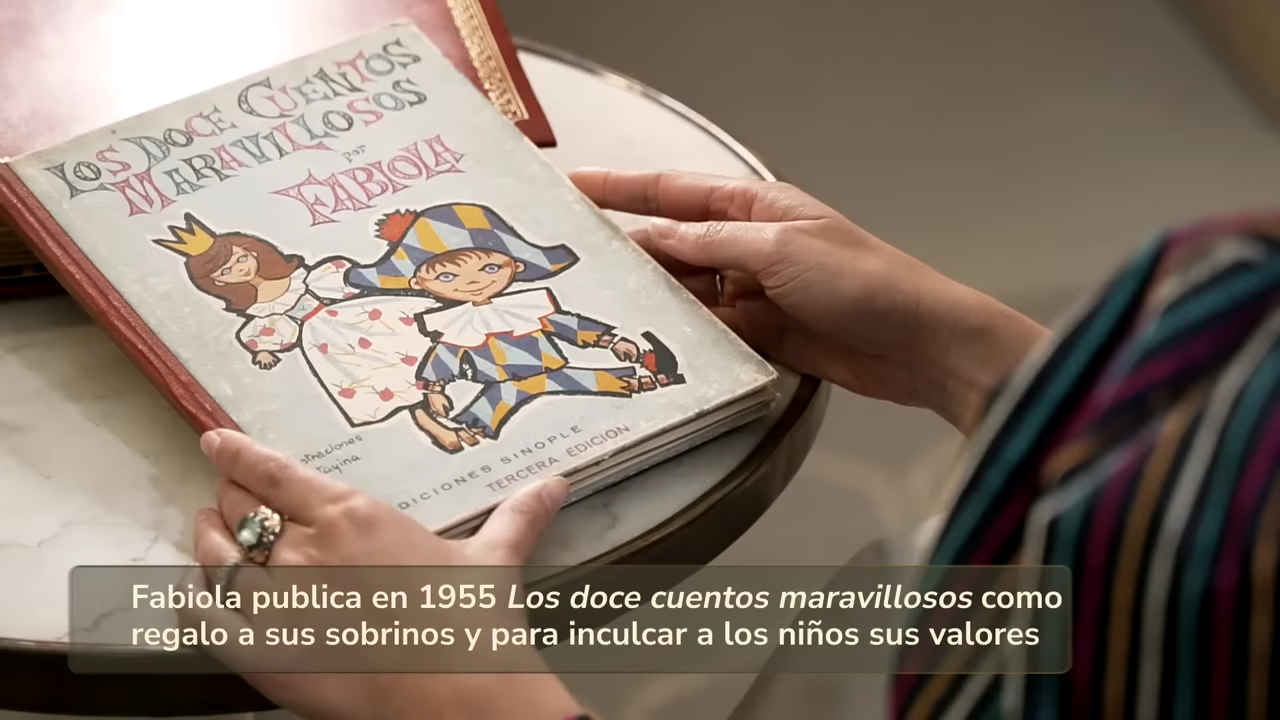 LOS DOCE CUENTOS
MARAVILLOSOS
por
FABIOLA
EDICIONES SINOPLE
TERCERA EDICION
Fabiola publica en 1955 Los doce cuentos maravillosos como
regalo a sus sobrinos y para inculcar a los niños sus valores